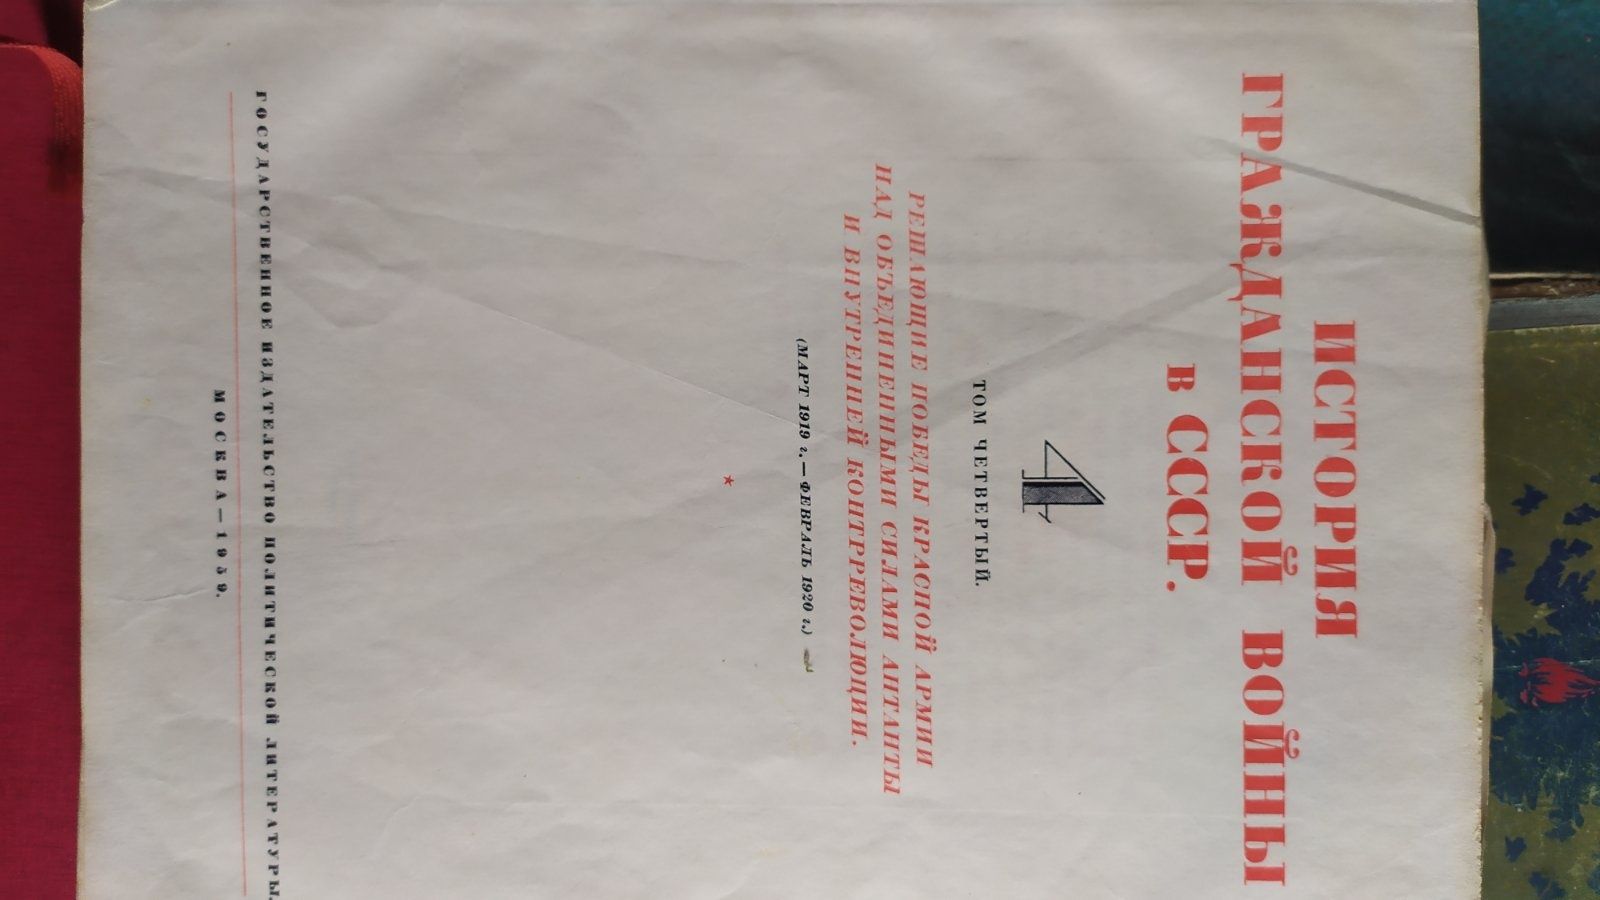 ИСТОРИЯ
ГРАЖДАНСКОЙ ВОЙНЫ
в СССР.
4
ТОМ ЧЕТВЕРТЫЙ.
РЕШАЮЩИЕ ПОБЕДЫ КРАСНОЙ АРМИИ
НАД ОБЪЕДИНЕННЫМИ СИЛАМИ АНТАНТЫ
И ВНУТРЕННЕЙ КОНТРРЕВОЛЮЦИИ.
(МАРТ 1919 г.—ФЕВРАЛЬ 1920 г.)
ГОСУДАРСТВЕННОЕ ИЗДАТЕЛЬСТВО ПОЛИТИЧЕСКОЙ ЛИТЕРАТУРЫ.
МОСКВА—1959.